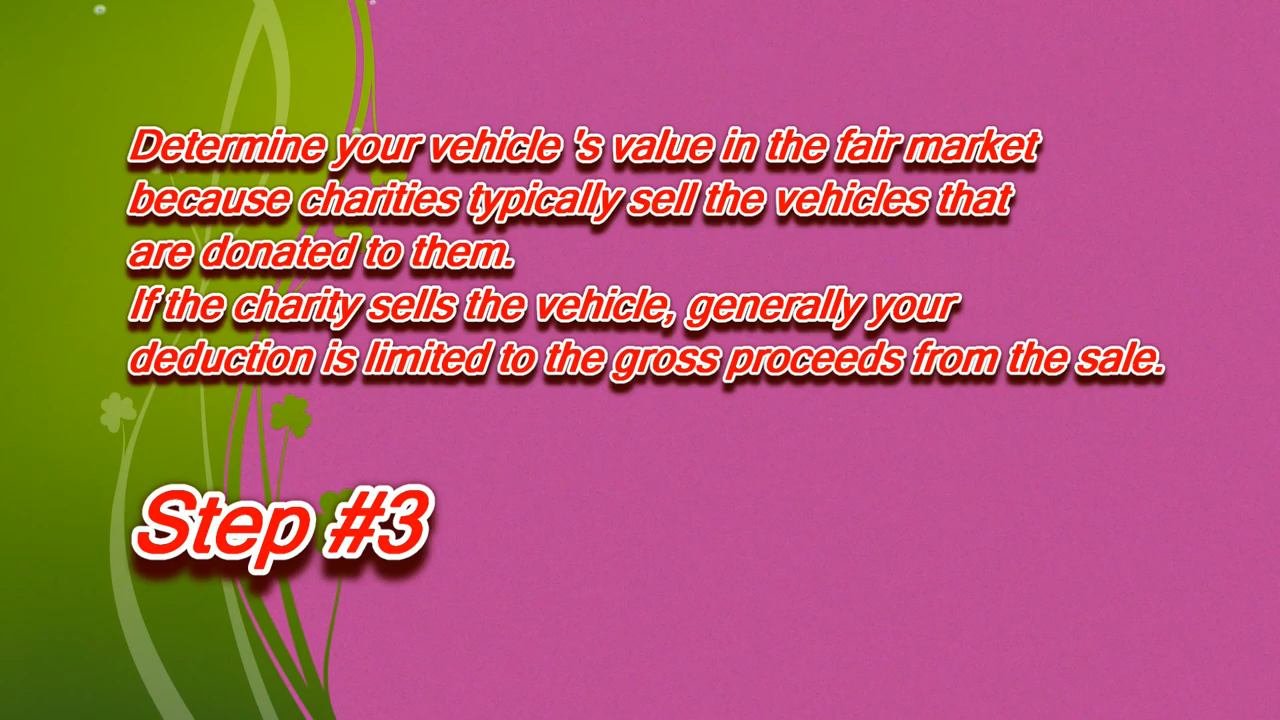 Determine your vehicle 's value in the fair market
because charities typically sell the vehicles that
are donated to them.
If the charity sells the vehicle, generally your
deduction is limited to the gross proceeds from the sale.
Step #3